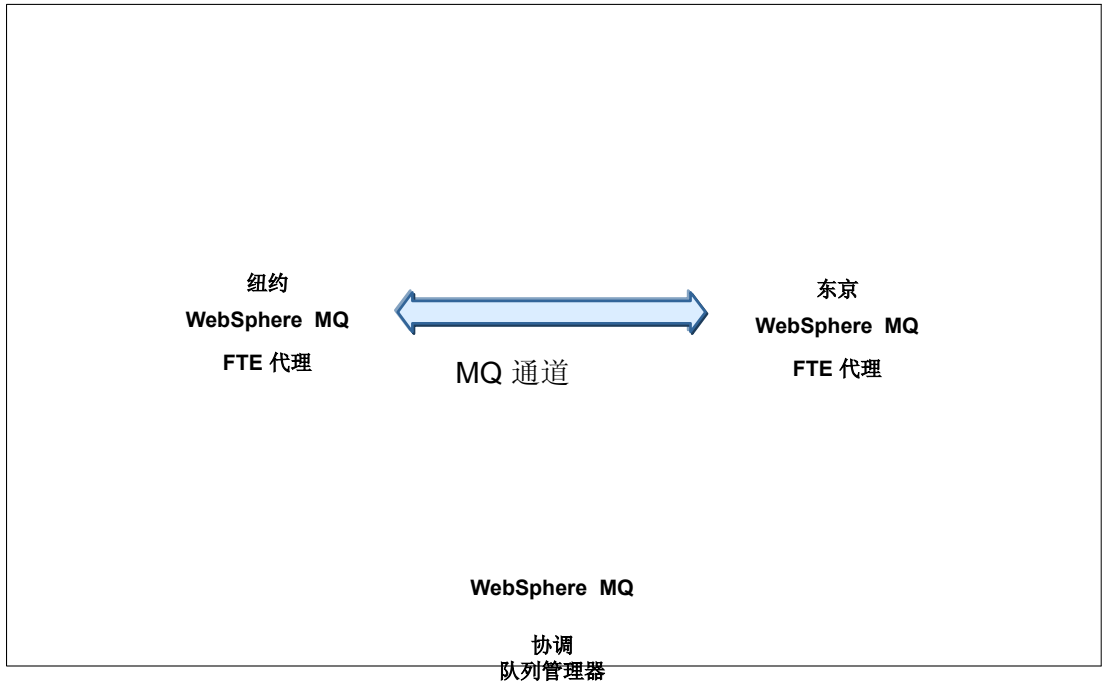 纽约
WebSphere MQ
FTE 代理
MQ 通道
东京
WebSphere MQ
FTE 代理
WebSphere MQ
协调
队列管理器